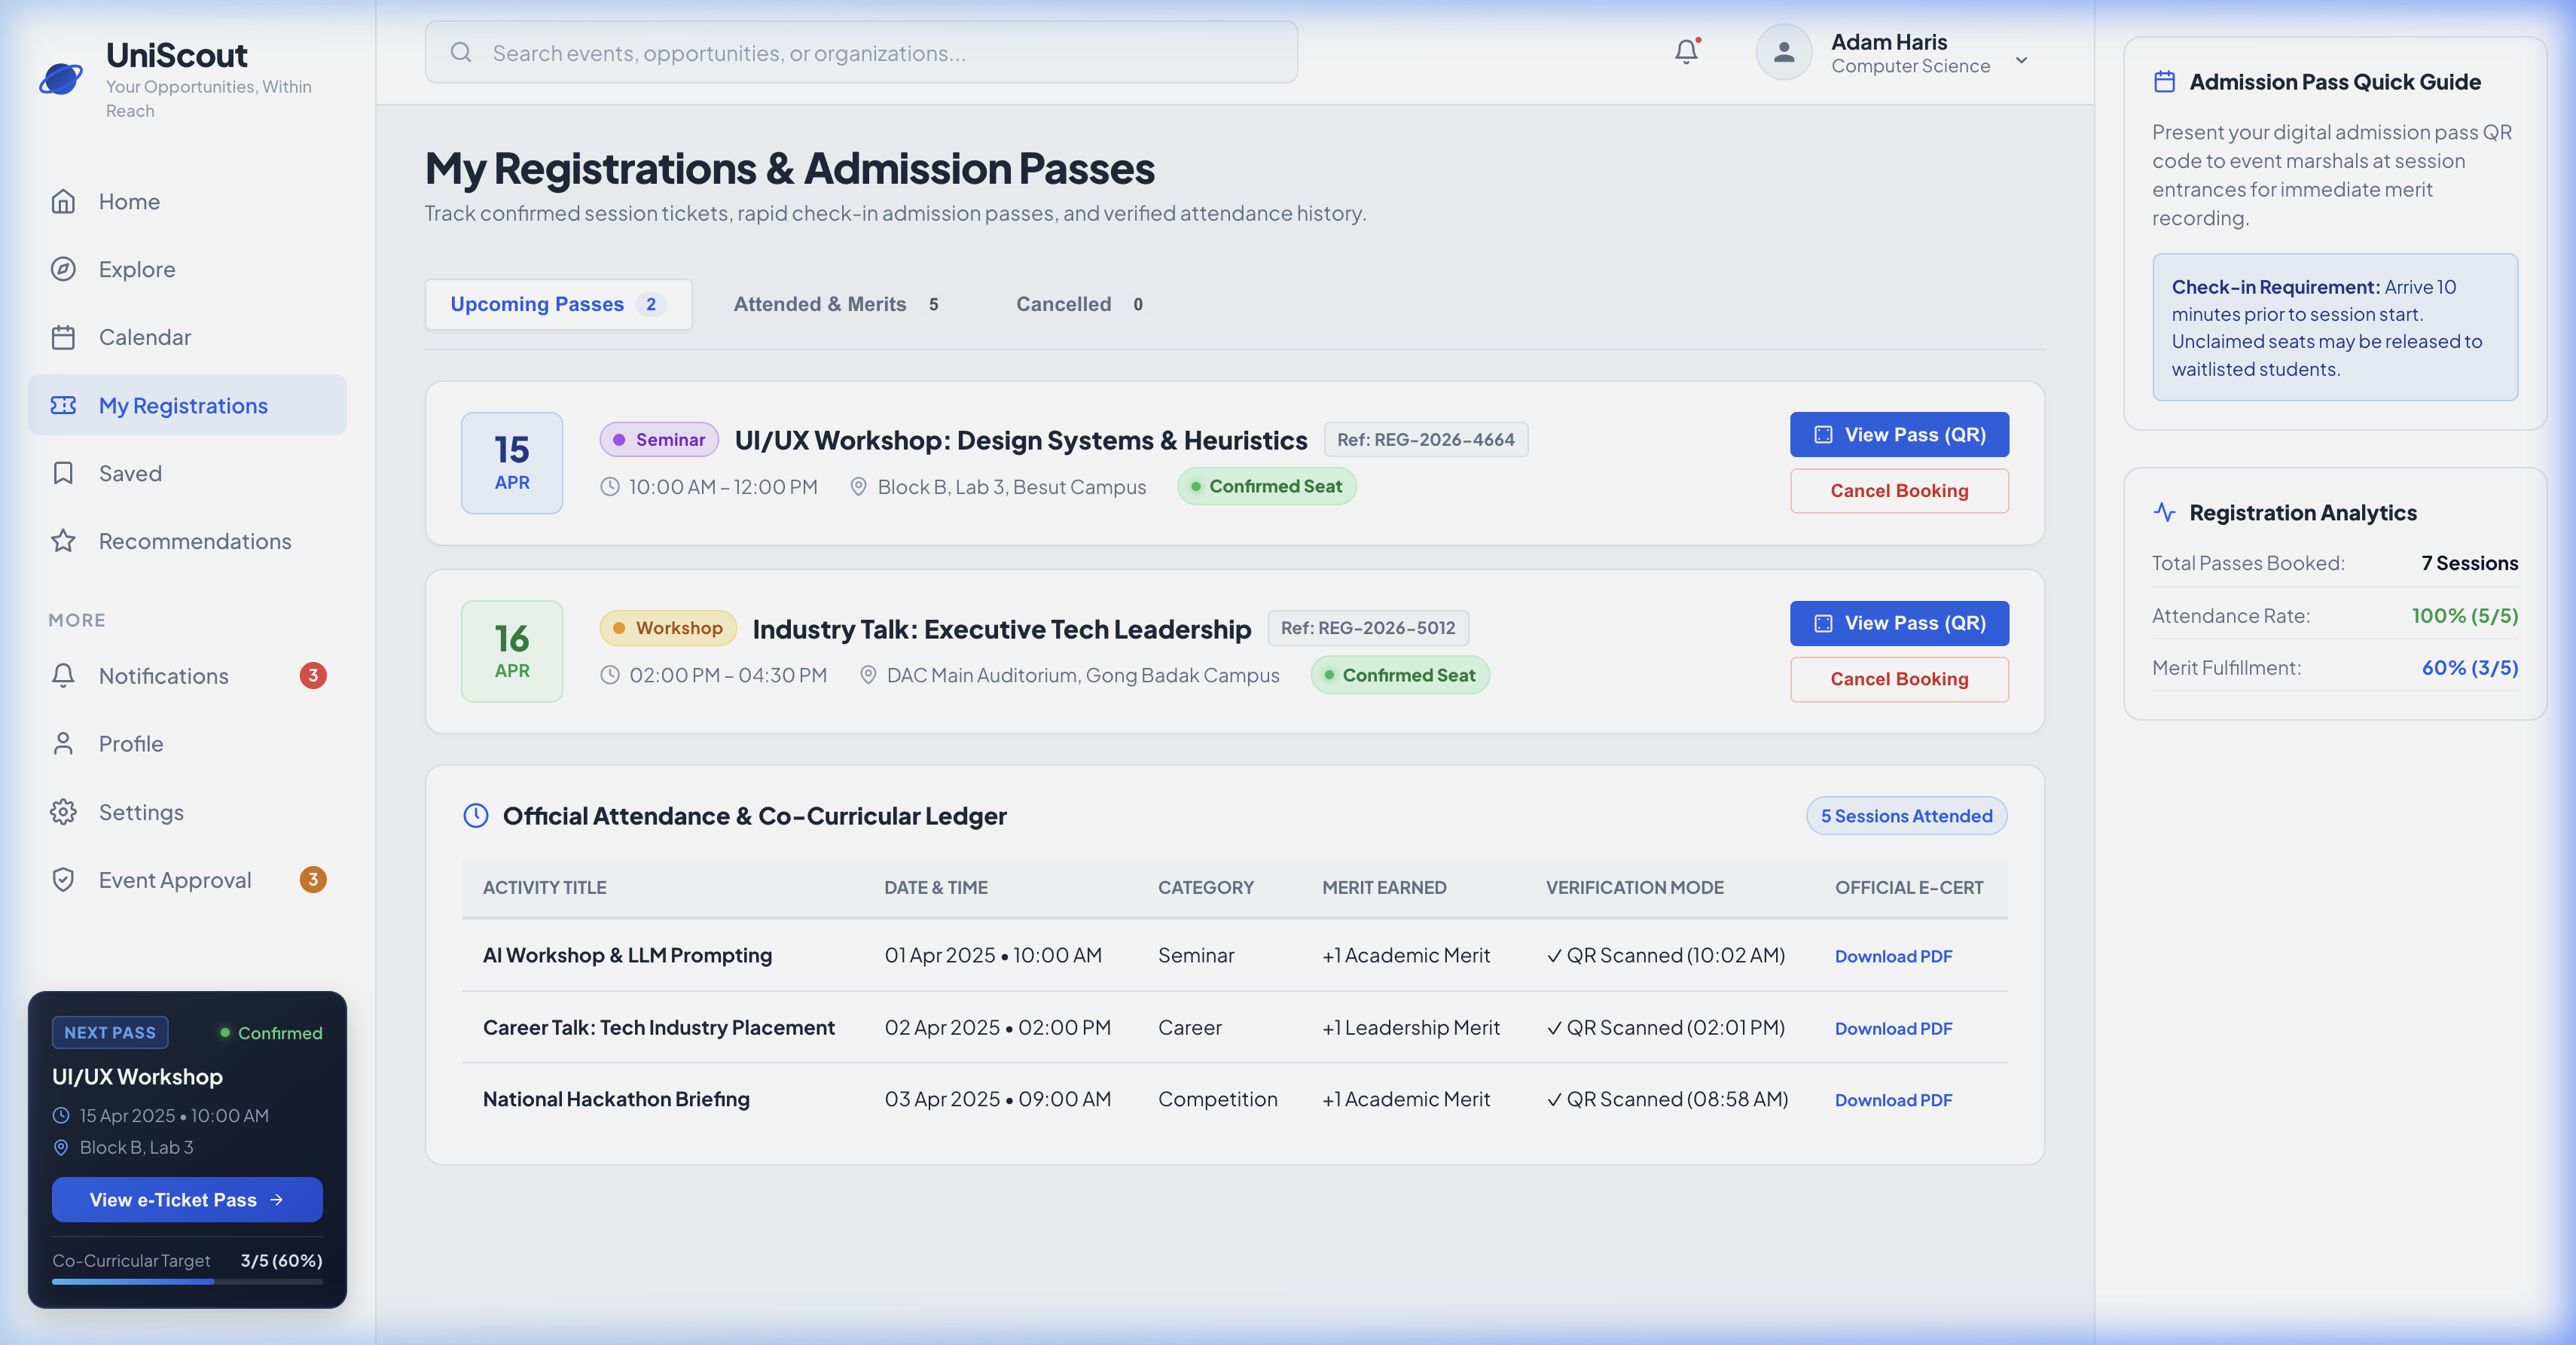 UniScout
Your Opportunities, Within
Reach
Home
Explore
Calendar
My Registrations
Saved
Recommendations
MORE
Notifications 3
Profile
Settings
Event Approval 3
NEXT PASS Confirmed
UI/UX Workshop
15 Apr 2025 • 10:00 AM
Block B, Lab 3
View e-Ticket Pass →
Co-Curricular Target 3/5 (60%)
Search events, opportunities, or organizations...
Adam Haris
Computer Science
My Registrations & Admission Passes
Track confirmed session tickets, rapid check-in admission passes, and verified attendance history.
Upcoming Passes 2 Attended & Merits 5 Cancelled 0
15
APR
Seminar UI/UX Workshop: Design Systems & Heuristics Ref: REG-2026-4664
10:00 AM – 12:00 PM Block B, Lab 3, Besut Campus Confirmed Seat
View Pass (QR)
Cancel Booking
16
APR
Workshop Industry Talk: Executive Tech Leadership Ref: REG-2026-5012
02:00 PM – 04:30 PM DAC Main Auditorium, Gong Badak Campus Confirmed Seat
View Pass (QR)
Cancel Booking
Official Attendance & Co-Curricular Ledger 5 Sessions Attended
ACTIVITY TITLE DATE & TIME CATEGORY MERIT EARNED VERIFICATION MODE OFFICIAL E-CERT
AI Workshop & LLM Prompting 01 Apr 2025 • 10:00 AM Seminar +1 Academic Merit ✓ QR Scanned (10:02 AM) Download PDF
Career Talk: Tech Industry Placement 02 Apr 2025 • 02:00 PM Career +1 Leadership Merit ✓ QR Scanned (02:01 PM) Download PDF
National Hackathon Briefing 03 Apr 2025 • 09:00 AM Competition +1 Academic Merit ✓ QR Scanned (08:58 AM) Download PDF
Admission Pass Quick Guide
Present your digital admission pass QR
code to event marshals at session
entrances for immediate merit
recording.
Check-in Requirement: Arrive 10
minutes prior to session start.
Unclaimed seats may be released to
waitlisted students.
Registration Analytics
Total Passes Booked: 7 Sessions
Attendance Rate: 100% (5/5)
Merit Fulfillment: 60% (3/5)